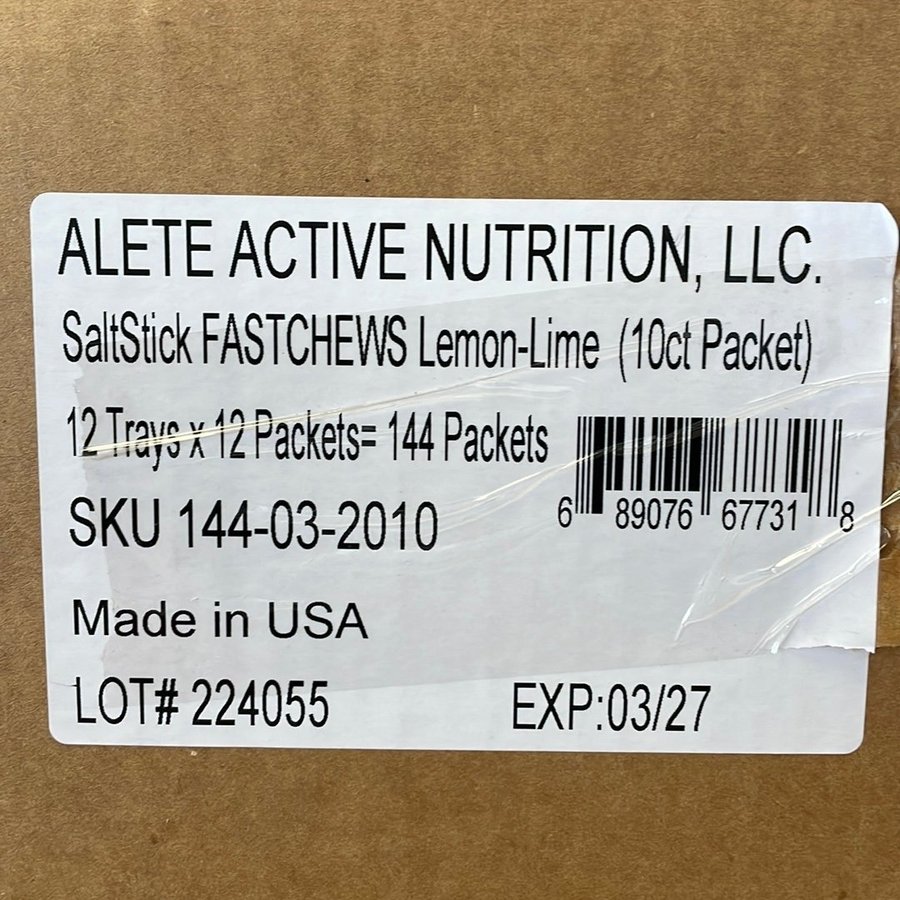 ALETE ACTIVE NUTRITION, LLC.
SaltStick FASTCHEWS Lemon-Lime (10ct Packet)
12 Trays x 12 Packets= 144 Packets
6 89076 67731 8
SKU 144-03-2010
Made in USA
LOT# 224055 EXP:03/27